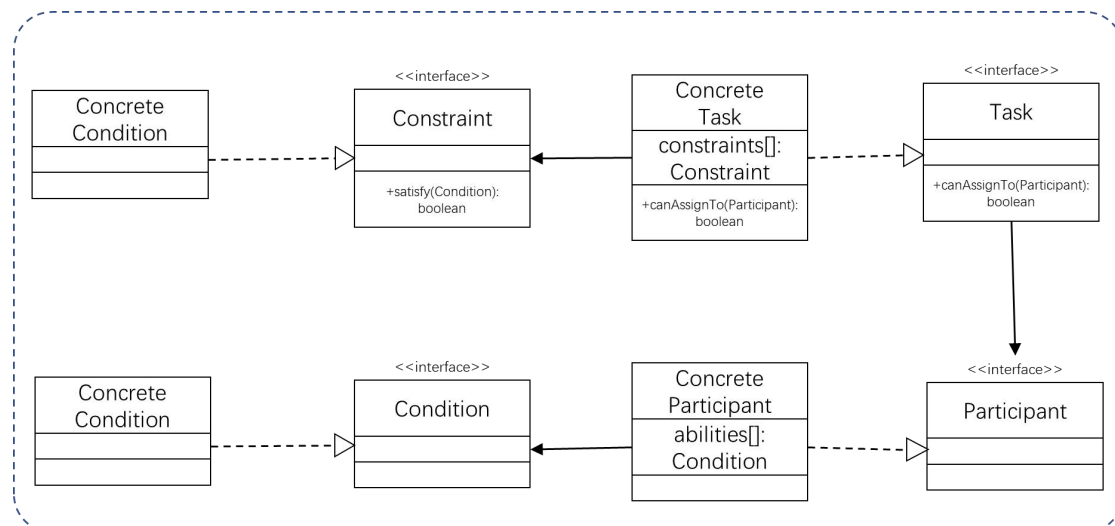 Concrete
Condition
<<interface>>
Constraint
+satisfy(Condition):
boolean
Concrete
Task
constraints[]:
Constraint
+canAssignTo(Participant):
boolean
<<interface>>
Task
+canAssignTo(Participant):
boolean
Concrete
Condition
<<interface>>
Condition
Concrete
Participant
abilities[]:
Condition
<<interface>>
Participant